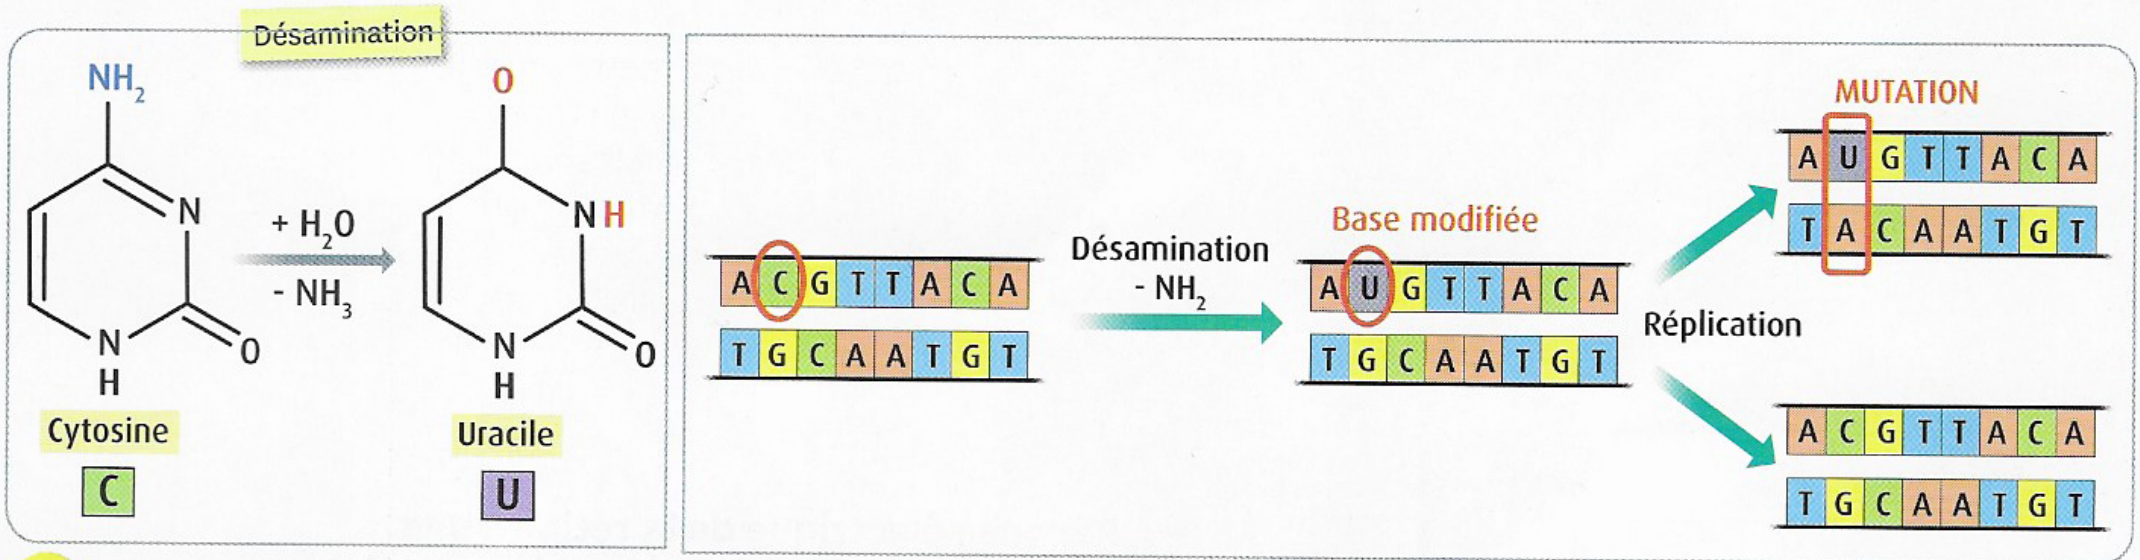 Désamination
NH₂
N
N
H
O
+ H₂O
- NH₃
Cytosine
C
O
NH
N
H
O
Uracile
U
A C G T T A C A
T G C A A T G T
Désamination
- NH₂
Base modifiée
A U G T T A C A
T G C A A T G T
Réplication
MUTATION
A U G T T A C A
T A C A A T G T
A C G T T A C A
T G C A A T G T